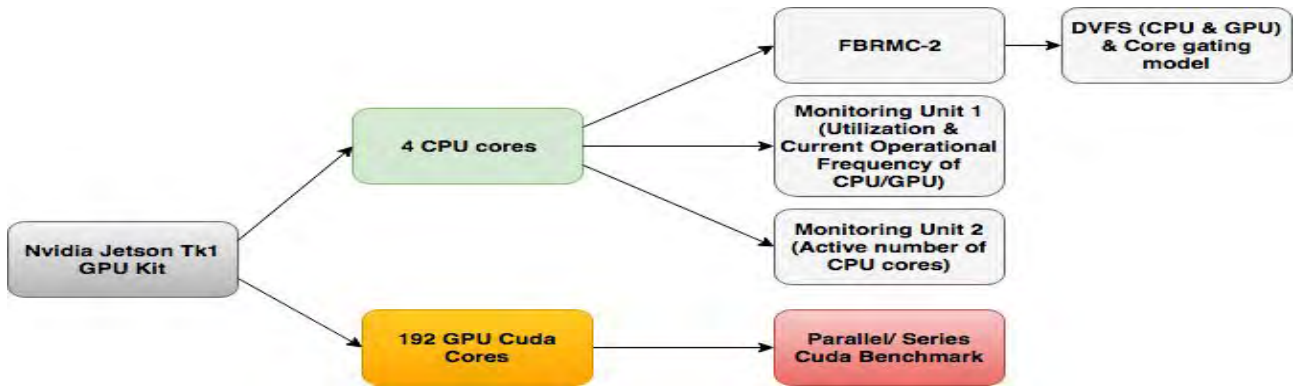 FBRMC-2
DVFS (CPU & GPU)
& Core gating
model
4 CPU cores
Monitoring Unit 1
(Utilization &
Current Operational
Frequency of
CPU/GPU)
Nvidia Jetson Tk1
GPU Kit
Monitoring Unit 2
(Active number of
CPU cores)
192 GPU Cuda
Cores
Parallel/ Series
Cuda Benchmark